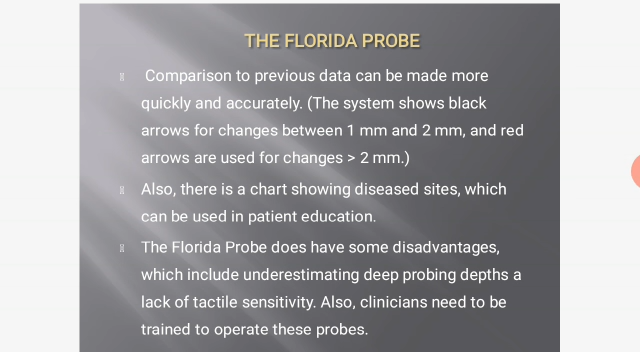 THE FLORIDA PROBE
Comparison to previous data can be made more
quickly and accurately. (The system shows black
arrows for changes between 1 mm and 2 mm, and red
arrows are used for changes > 2 mm.)
Also, there is a chart showing diseased sites, which
can be used in patient education.
The Florida Probe does have some disadvantages,
which include underestimating deep probing depths a
lack of tactile sensitivity. Also, clinicians need to be
trained to operate these probes.